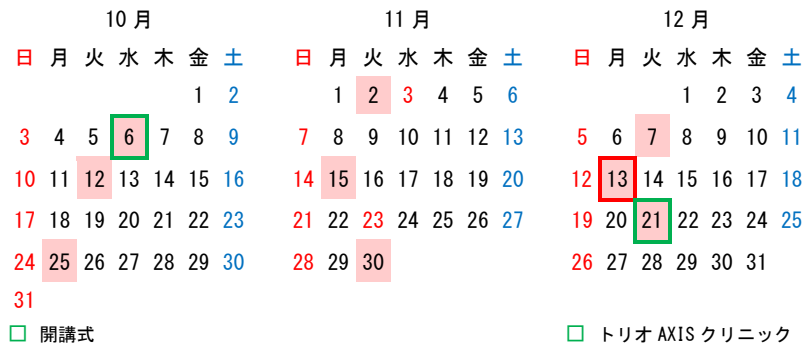 10 月
日 月 火 水 木 金 土
1 2
3 4 5 6 7 8 9
10 11 12 13 14 15 16
17 18 19 20 21 22 23
24 25 26 27 28 29 30
31
開講式
11 月
日 月 火 水 木 金 土
1 2 3 4 5 6
7 8 9 10 11 12 13
14 15 16 17 18 19 20
21 22 23 24 25 26 27
28 29 30
12 月
日 月 火 水 木 金 土
1 2 3 4
5 6 7 8 9 10 11
12 13 14 15 16 17 18
19 20 21 22 23 24 25
26 27 28 29 30 31
トリオ AXIS クリニック